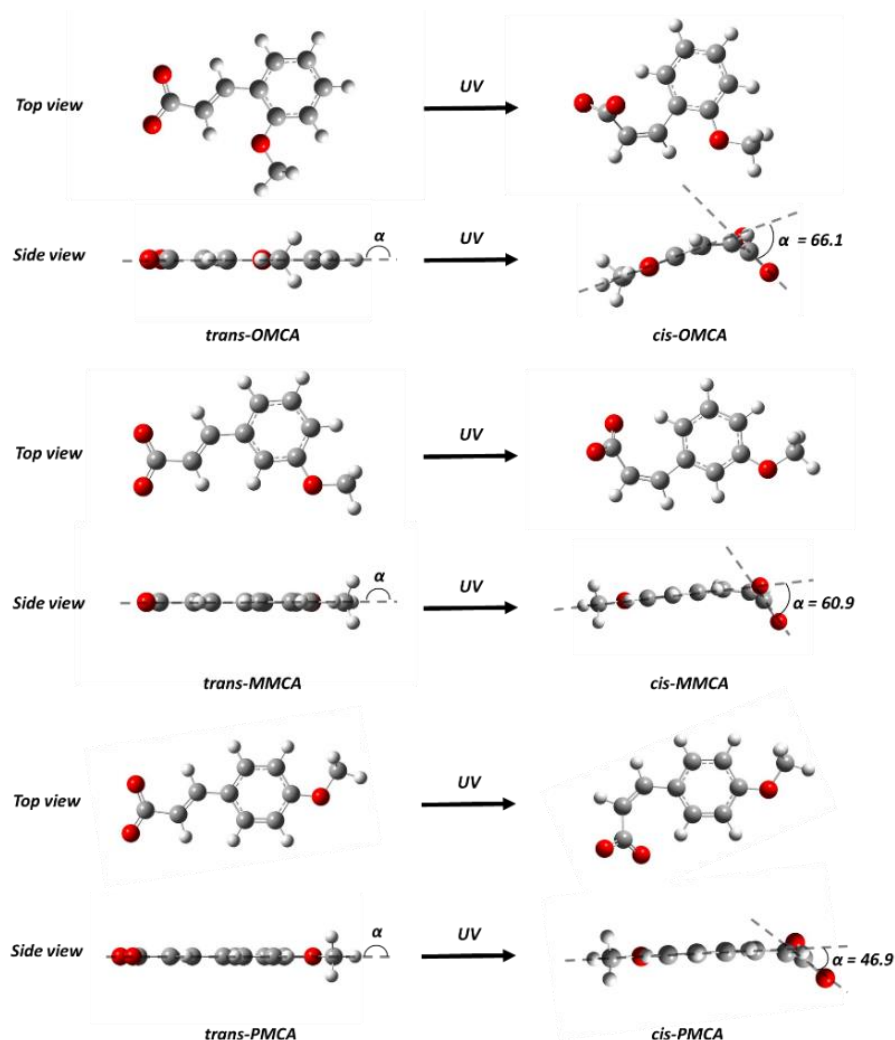 UV
Top view
UV
Side view
α
α = 66.1
trans-OMCA
cis-OMCA
UV
Top view
UV
Side view
α
α = 60.9
trans-MMCA
cis-MMCA
UV
Top view
UV
Side view
α
α = 46.9
trans-PMCA
cis-PMCA